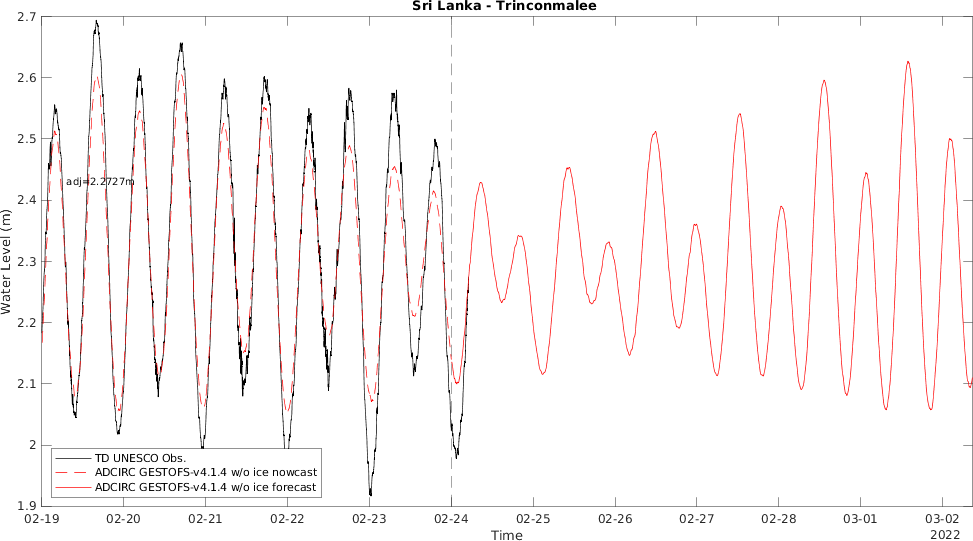 Sri Lanka - Trinconmalee
2.7
2.6
2.5
2.4
2.3
2.2
2.1
2
1.9
Water Level (m)
adj=2.2727m
TD UNESCO Obs.
ADCIRC GESTOFS-v4.1.4 w/o ice nowcast
ADCIRC GESTOFS-v4.1.4 w/o ice forecast
02-19 02-20 02-21 02-22 02-23 02-24 02-25 02-26 02-27 02-28 03-01 03-02
2022
Time